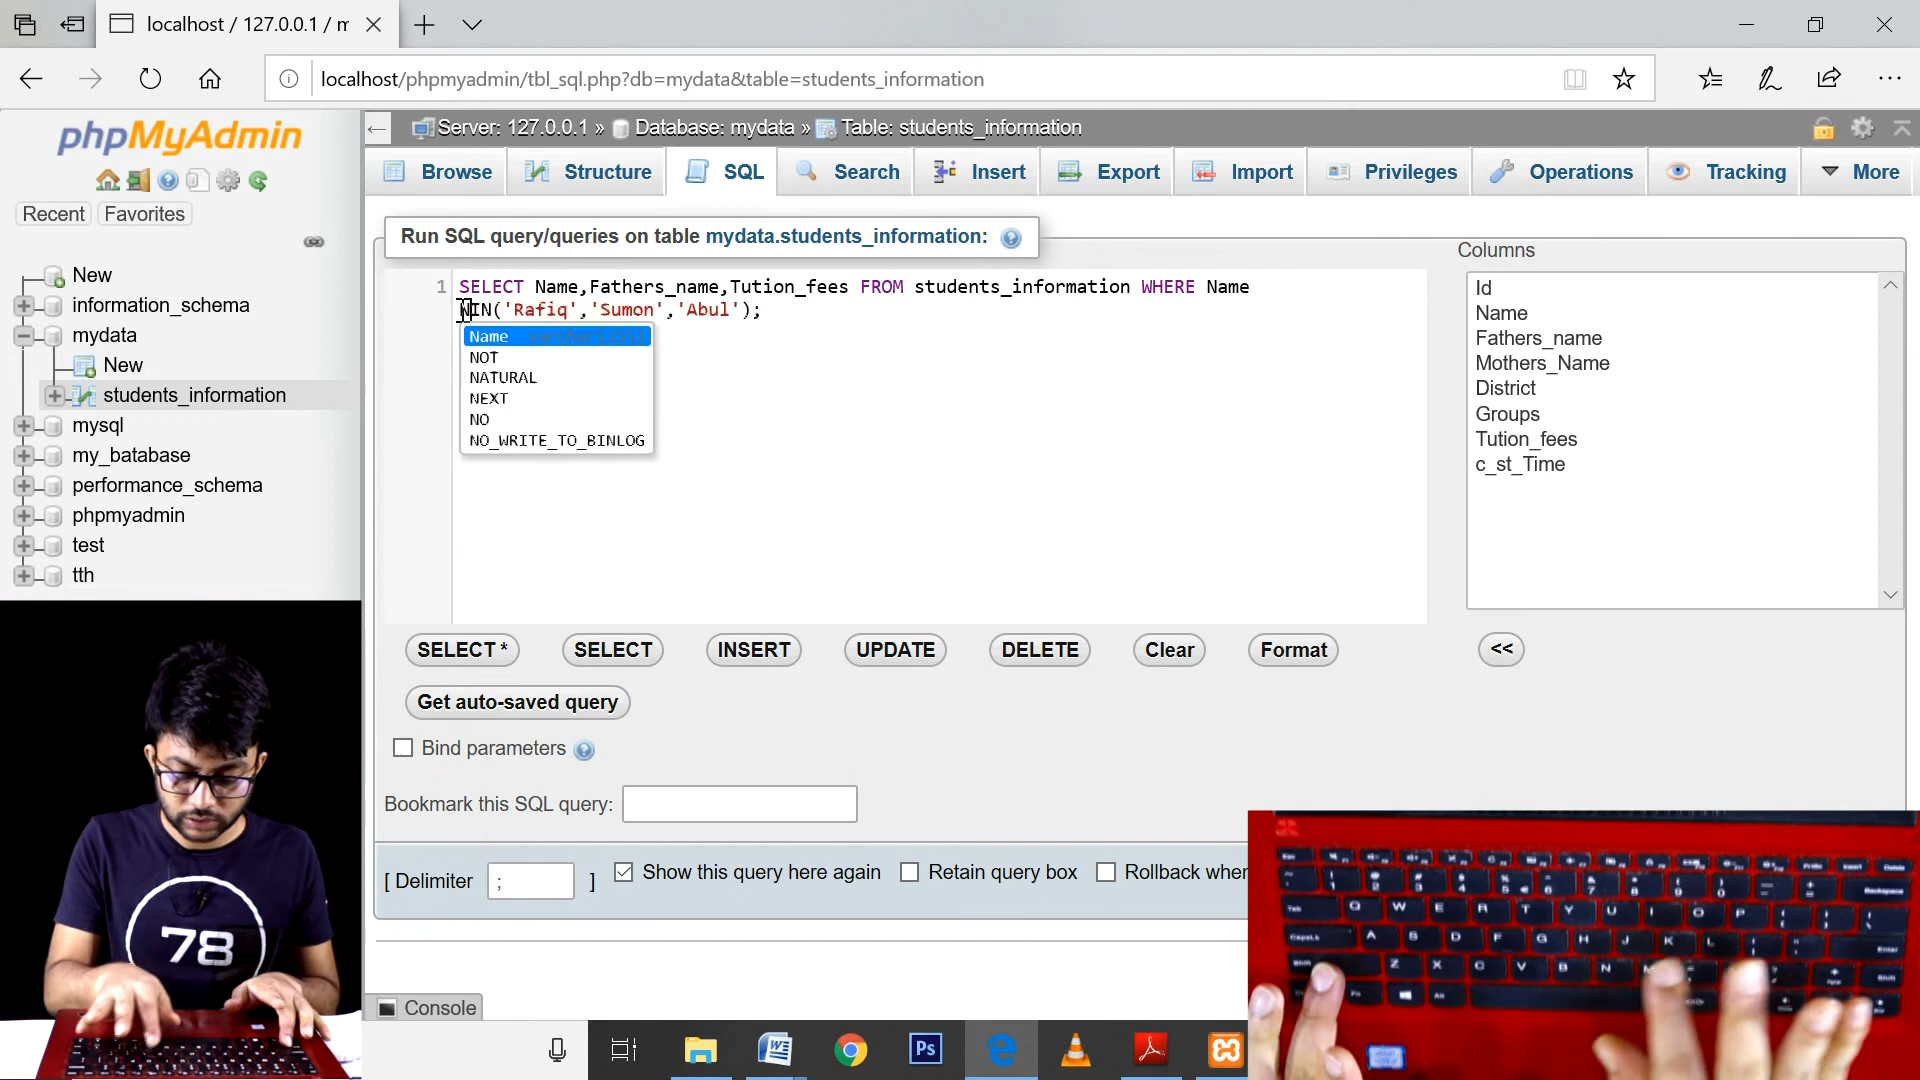 localhost / 127.0.0.1 / m
localhost/phpmyadmin/tbl_sql.php?db=mydata&table=students_information
phpMyAdmin
Recent
Favorites
New
information_schema
mydata
New
students_information
mysql
my_batabase
performance_schema
phpmyadmin
test
tth
Server: 127.0.0.1 » Database: mydata » Table: students_information
Browse
Structure
SQL
Search
Insert
Export
Import
Privileges
Operations
Tracking
More
Run SQL query/queries on table mydata.students_information:
1
SELECT Name,Fathers_name,Tution_fees FROM students_information WHERE Name
NIN('Rafiq','Sumon','Abul');
Name
NOT
NATURAL
NEXT
NO
NO_WRITE_TO_BINLOG
Columns
Id
Name
Fathers_name
Mothers_Name
District
Groups
Tution_fees
c_st_Time
SELECT *
SELECT
INSERT
UPDATE
DELETE
Clear
Format
<<
Get auto-saved query
Bind parameters
Bookmark this SQL query:
[ Delimiter ; ]
Show this query here again
Retain query box
Rollback wher
Console
Ps
78
Q W E R T Y U I O P
A S D F G H J K L
Z X C V B N M